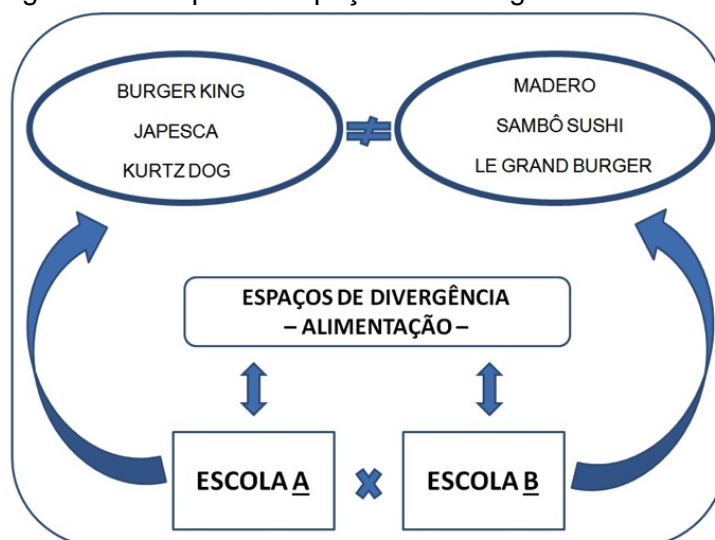 BURGER KING
JAPESCA
KURTZ DOG
≠
MADERO
SAMBÔ SUSHI
LE GRAND BURGER
ESPAÇOS DE DIVERGÊNCIA
– ALIMENTAÇÃO –
ESCOLA A
ESCOLA B